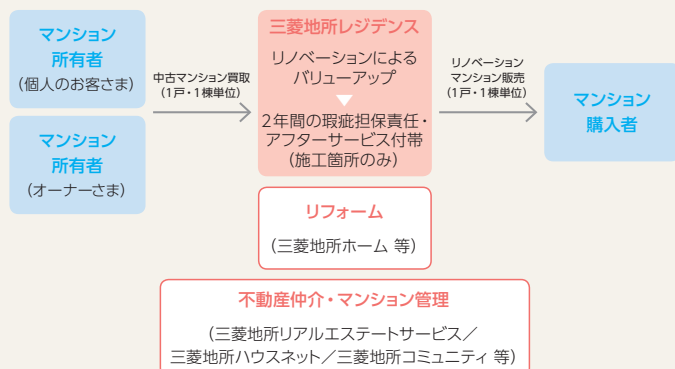 マンション
所有者
(個人のお客さま)
マンション
所有者
(オーナーさま)
中古マンション買取
(1戸・1棟単位)
三菱地所レジデンス
リノベーションによる
バリューアップ
2年間の瑕疵担保責任・
アフターサービス付帯
(施工箇所のみ)
リノベーション
マンション販売
(1戸・1棟単位)
マンション
購入者
リフォーム
(三菱地所ホーム 等)
不動産仲介・マンション管理
(三菱地所リアルエステートサービス/
三菱地所ハウスネット/三菱地所コミュニティ 等)